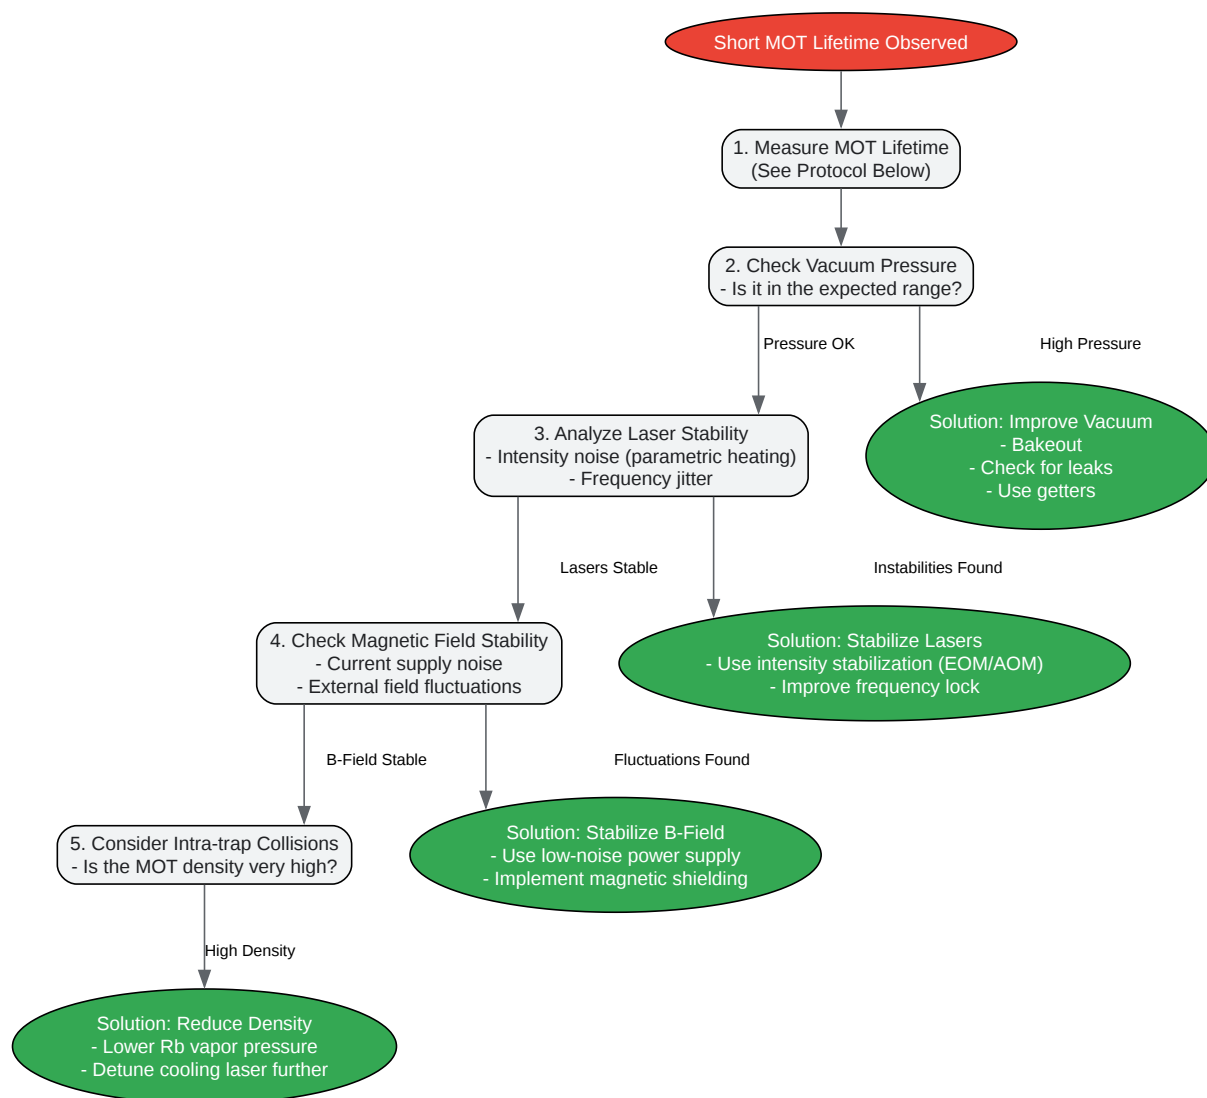 Short MOT Lifetime Observed
1. Measure MOT Lifetime
(See Protocol Below)
2. Check Vacuum Pressure
- Is it in the expected range?
Pressure OK
High Pressure
Solution: Improve Vacuum
- Bakeout
- Check for leaks
- Use getters
3. Analyze Laser Stability
- Intensity noise (parametric heating)
- Frequency jitter
Lasers Stable
Instabilities Found
Solution: Stabilize Lasers
- Use intensity stabilization (EOM/AOM)
- Improve frequency lock
4. Check Magnetic Field Stability
- Current supply noise
- External field fluctuations
B-Field Stable
Fluctuations Found
Solution: Stabilize B-Field
- Use low-noise power supply
- Implement magnetic shielding
5. Consider Intra-trap Collisions
- Is the MOT density very high?
High Density
Solution: Reduce Density
- Lower Rb vapor pressure
- Detune cooling laser further